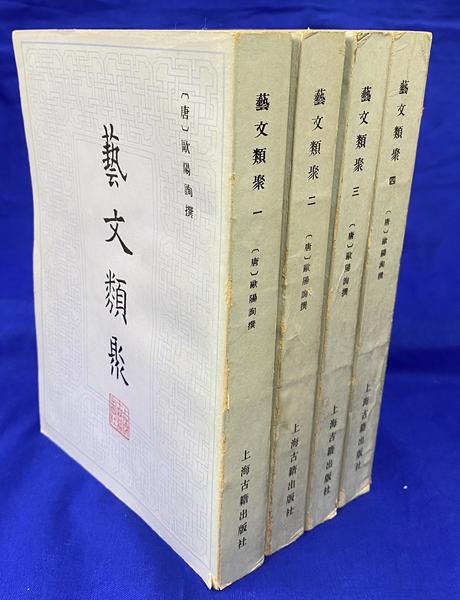 〔唐〕歐陽詢撰
藝文類聚
藝文類聚 一 〔唐〕歐陽詢撰 上海古籍出版社
藝文類聚 二 〔唐〕歐陽詢撰 上海古籍出版社
藝文類聚 三 〔唐〕歐陽詢撰 上海古籍出版社
藝文類聚 四 〔唐〕歐陽詢撰 上海古籍出版社